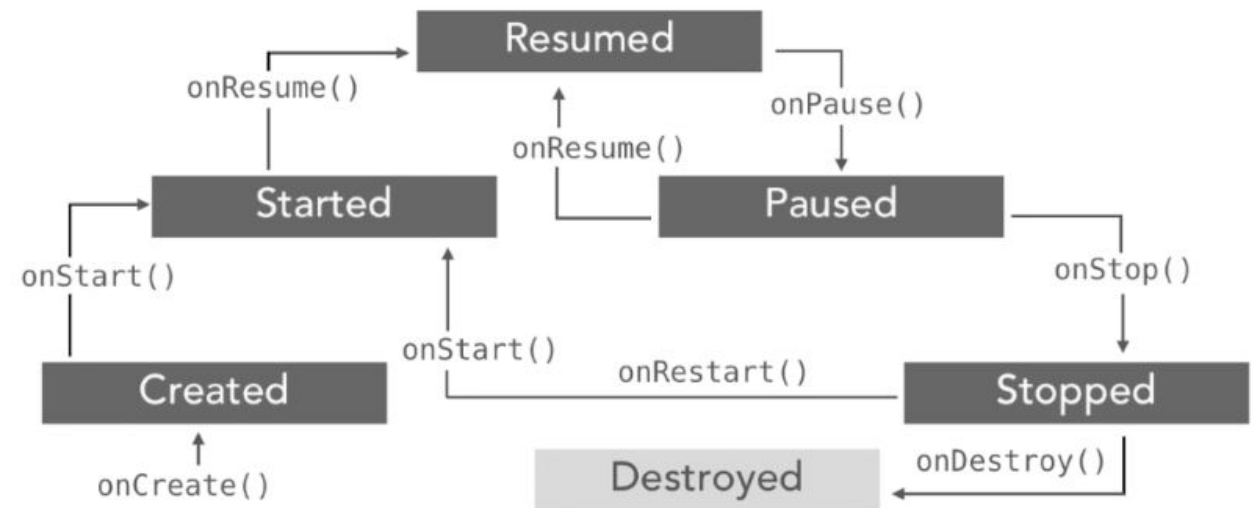 Resumed
onResume()
onPause()
onResume()
Started
Paused
onStart()
onStop()
onStart()
onRestart()
Created
Stopped
onCreate()
Destroyed
onDestroy()